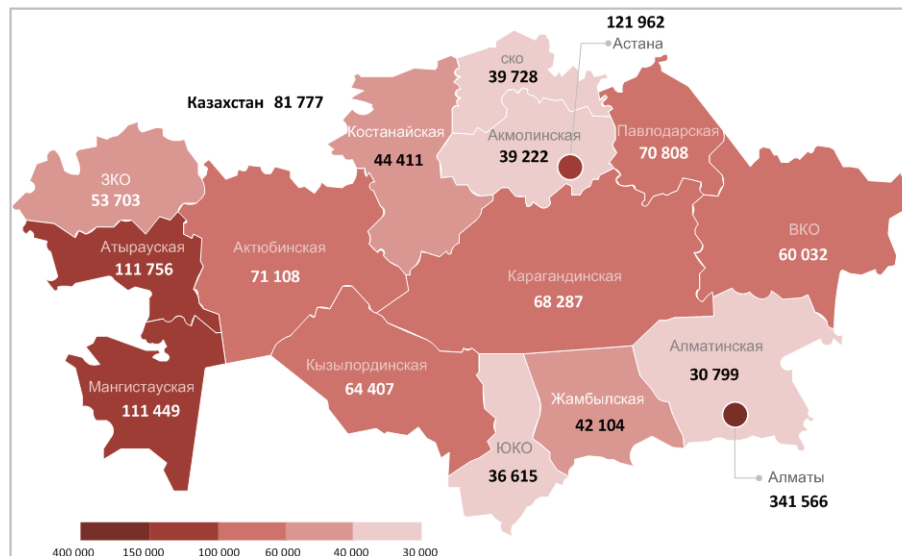 121 962
Астана
ско
39 728
Казахстан 81 777
Костанайская
44 411
Акмолинская
39 222
Павлодарская
70 808
ЗКО
53 703
Атырауская
111 756
Актюбинская
71 108
Карагандинская
68 287
ВКО
60 032
Мангистауская
111 449
Кызылординская
64 407
ЮКО
36 615
Жамбылская
42 104
Алматинская
30 799
Алматы
341 566
400 000 150 000 100 000 60 000 40 000 30 000